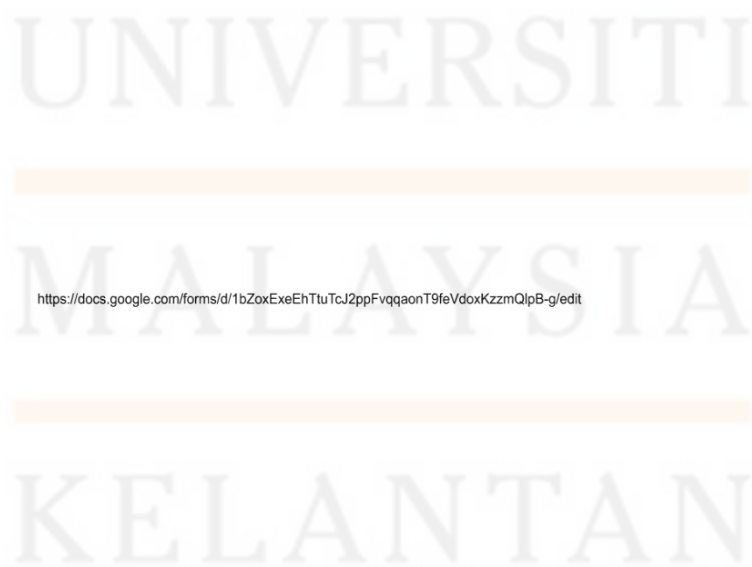 UNIVERSITI
MALAYSIA
https://docs.google.com/forms/d/1bZoxExeEhTtuTcJ2ppFvqqaonT9feVdoxKzzmQlpB-g/edit
KELANTAN